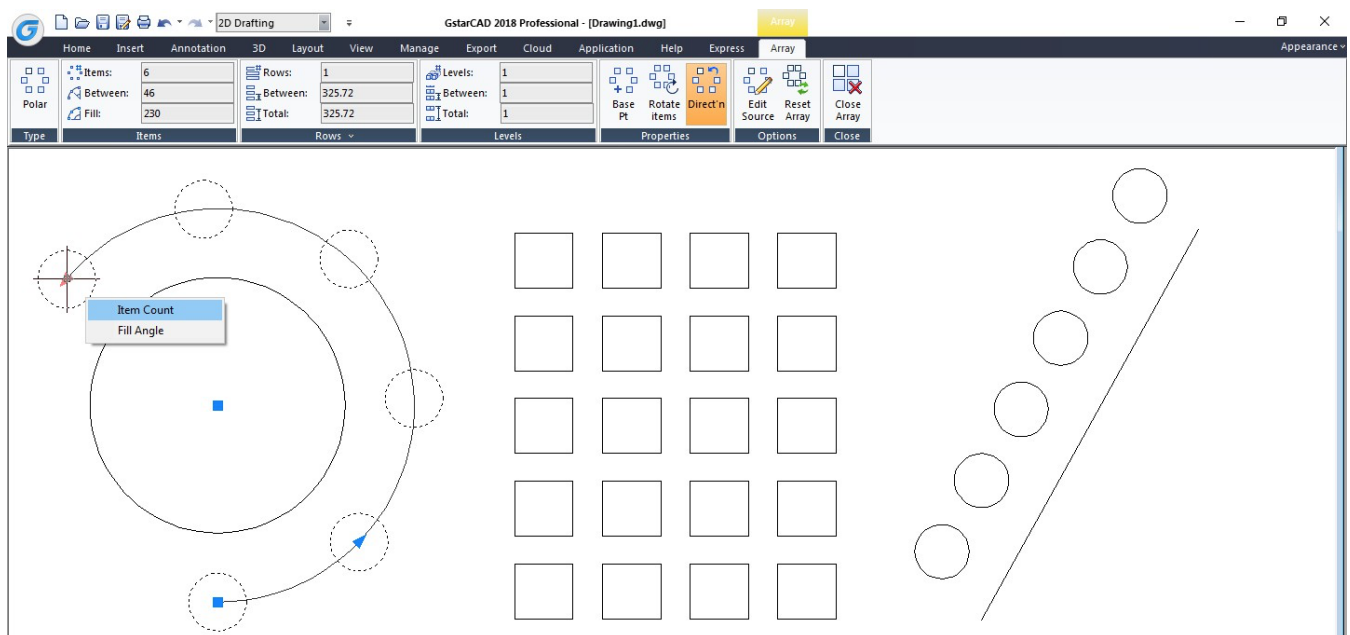 2D Drafting
GstarCAD 2018 Professional - [Drawing1.dwg]
Array
Home Insert Annotation 3D Layout View Manage Export Cloud Application Help Express Array Appearance
Items: 6 Rows: 1 Levels: 1
Between: 46 Between: 325.72 Between: 1
Fill: 230 Total: 325.72 Total: 1
Polar Base Pt Rotate items Direct'n Edit Source Reset Array Close Array
Type Items Rows Levels Properties Options Close
Item Count
Fill Angle